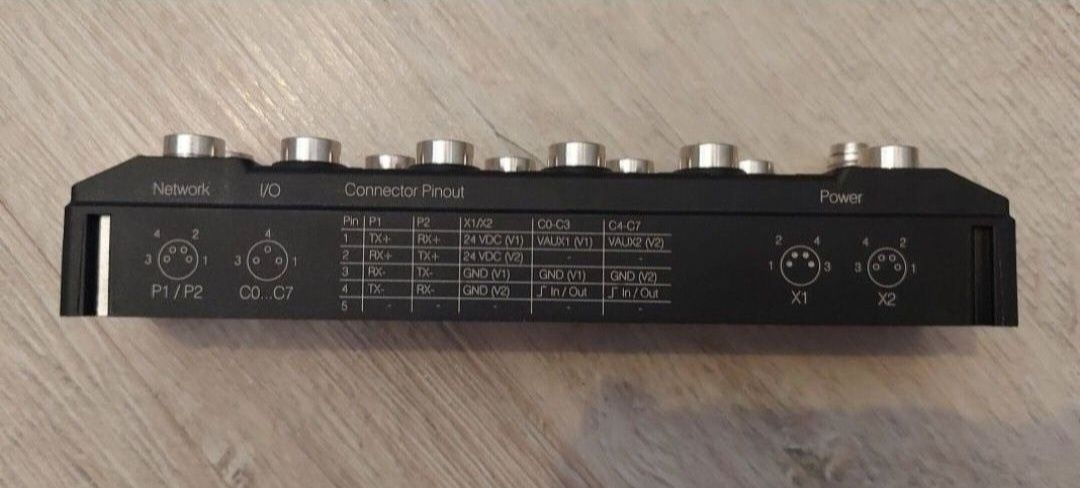 Network I/O Connector Pinout Power
Pin P1 P2 X1/X2 C0-C3 C4-C7
1 TX+ RX+ 24 VDC (V1) VAUX1 (V1) VAUX2 (V2)
2 RX+ TX+ 24 VDC (V2) - -
3 RX- TX- GND (V1) GND (V1) GND (V2)
4 TX- RX- GND (V2) In / Out In / Out
5 - - - - -
4 2
3 1
P1 / P2
4
3 1
C0...C7
2 4
1 3
X1
4 2
3 1
X2